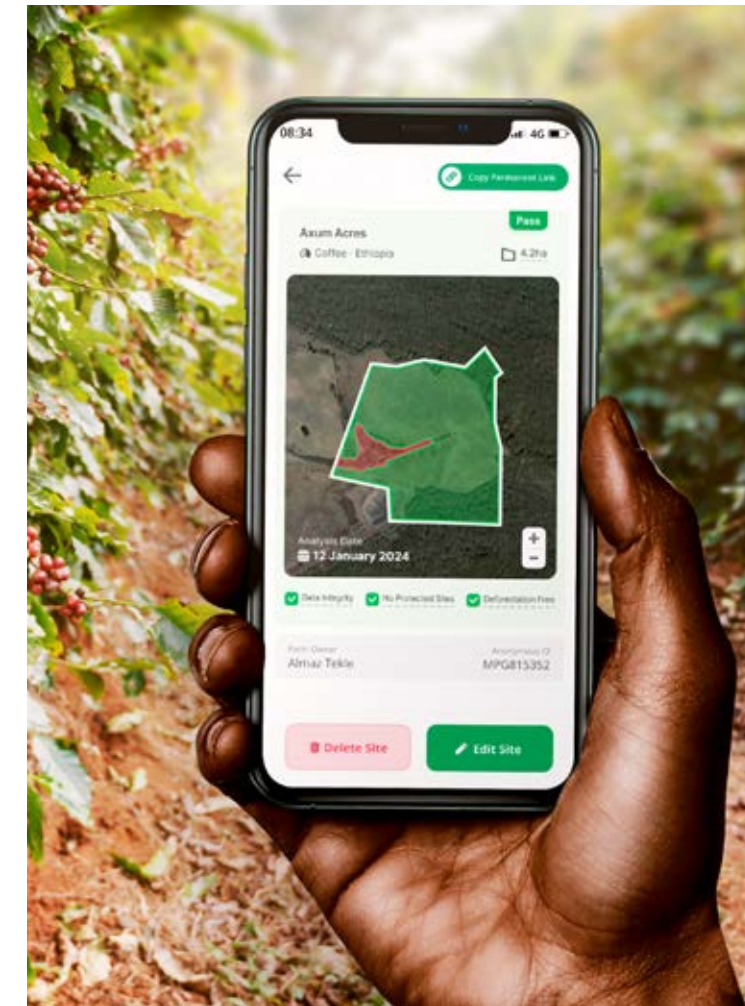 08:34
4G
Copy Permanent Link
Pass
Axum Acres
Coffee · Ethiopia
4.2ha
Analysis Date
12 January 2024
+
−
Data Integrity
No Protected Sites
Deforestation Free
Farm Owner
Anonymous ID
Almaz Tekle
MPG815352
Delete Site
Edit Site